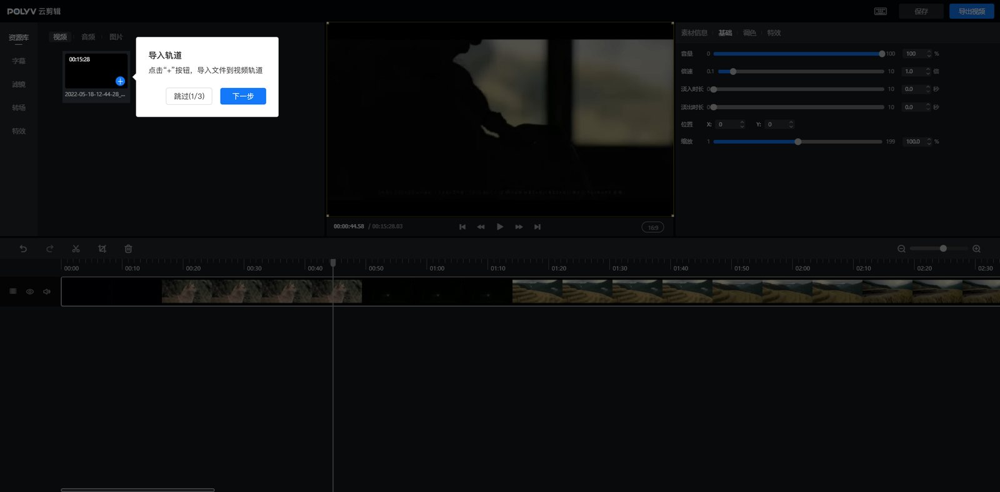 POLYV 云剪辑
保存
导出视频
资源库
字幕
滤镜
转场
特效
视频
音频
图片
00:15:28
2022-05-18-12-44-28_...
导入轨道
点击“+”按钮，导入文件到视频轨道
跳过(1/3)
下一步
00:00:44.58 / 00:15:28.03
16:9
素材信息
基础
调色
特效
音量 0 100 100 %
倍速 0.1 10 1.0 倍
淡入时长 0 10 0.0 秒
淡出时长 0 10 0.0 秒
位置 X: 0 Y: 0
缩放 1 199 100.0 %
00:00 00:10 00:20 00:30 00:40 00:50 01:00 01:10 01:20 01:30 01:40 01:50 02:00 02:10 02:20 02:30